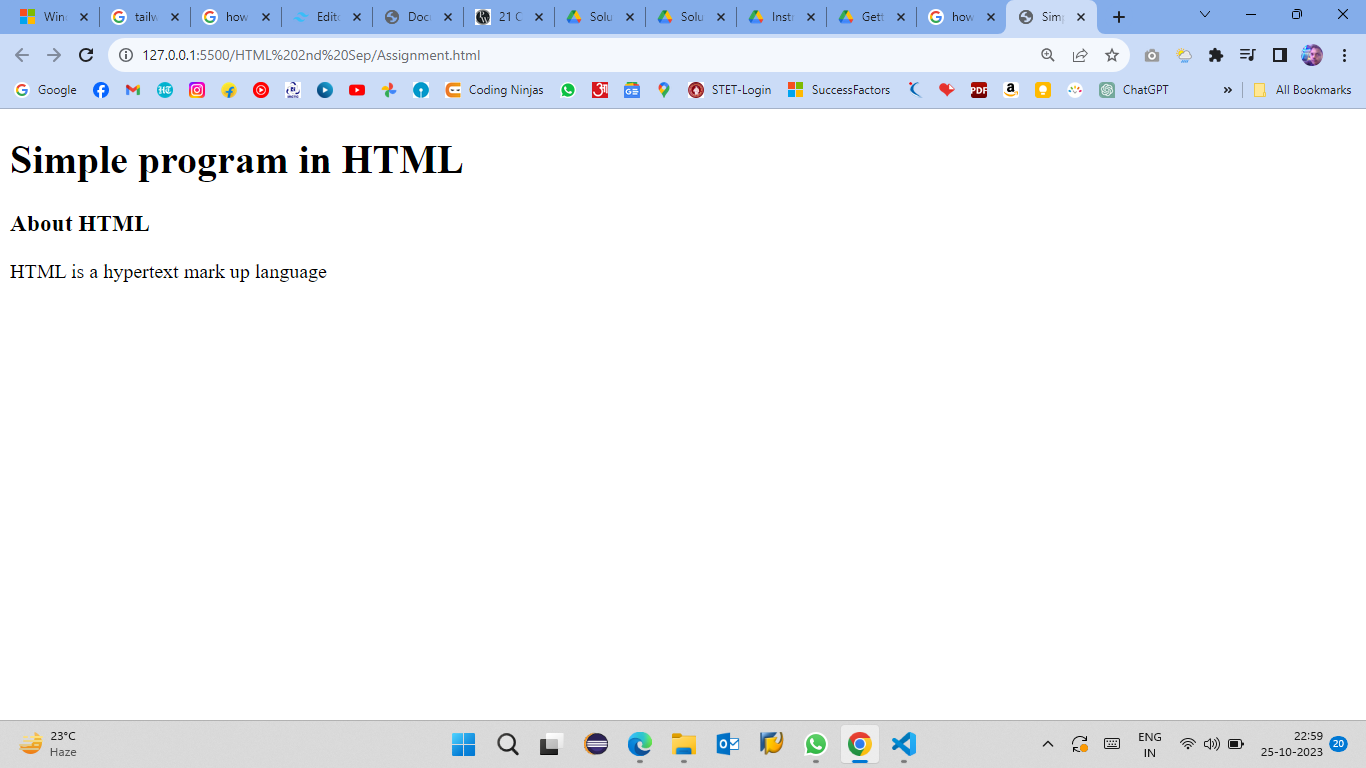 Wind
tailw
how
Edito
Docu
21 C
Solu
Solu
Instr
Gett
how
Simp
127.0.0.1:5500/HTML%202nd%20Sep/Assignment.html
Google
Coding Ninjas
STET-Login
SuccessFactors
PDF
ChatGPT
»
All Bookmarks
Simple program in HTML
About HTML
HTML is a hypertext mark up language
23°C
Haze
ENG
IN
22:59
25-10-2023
20